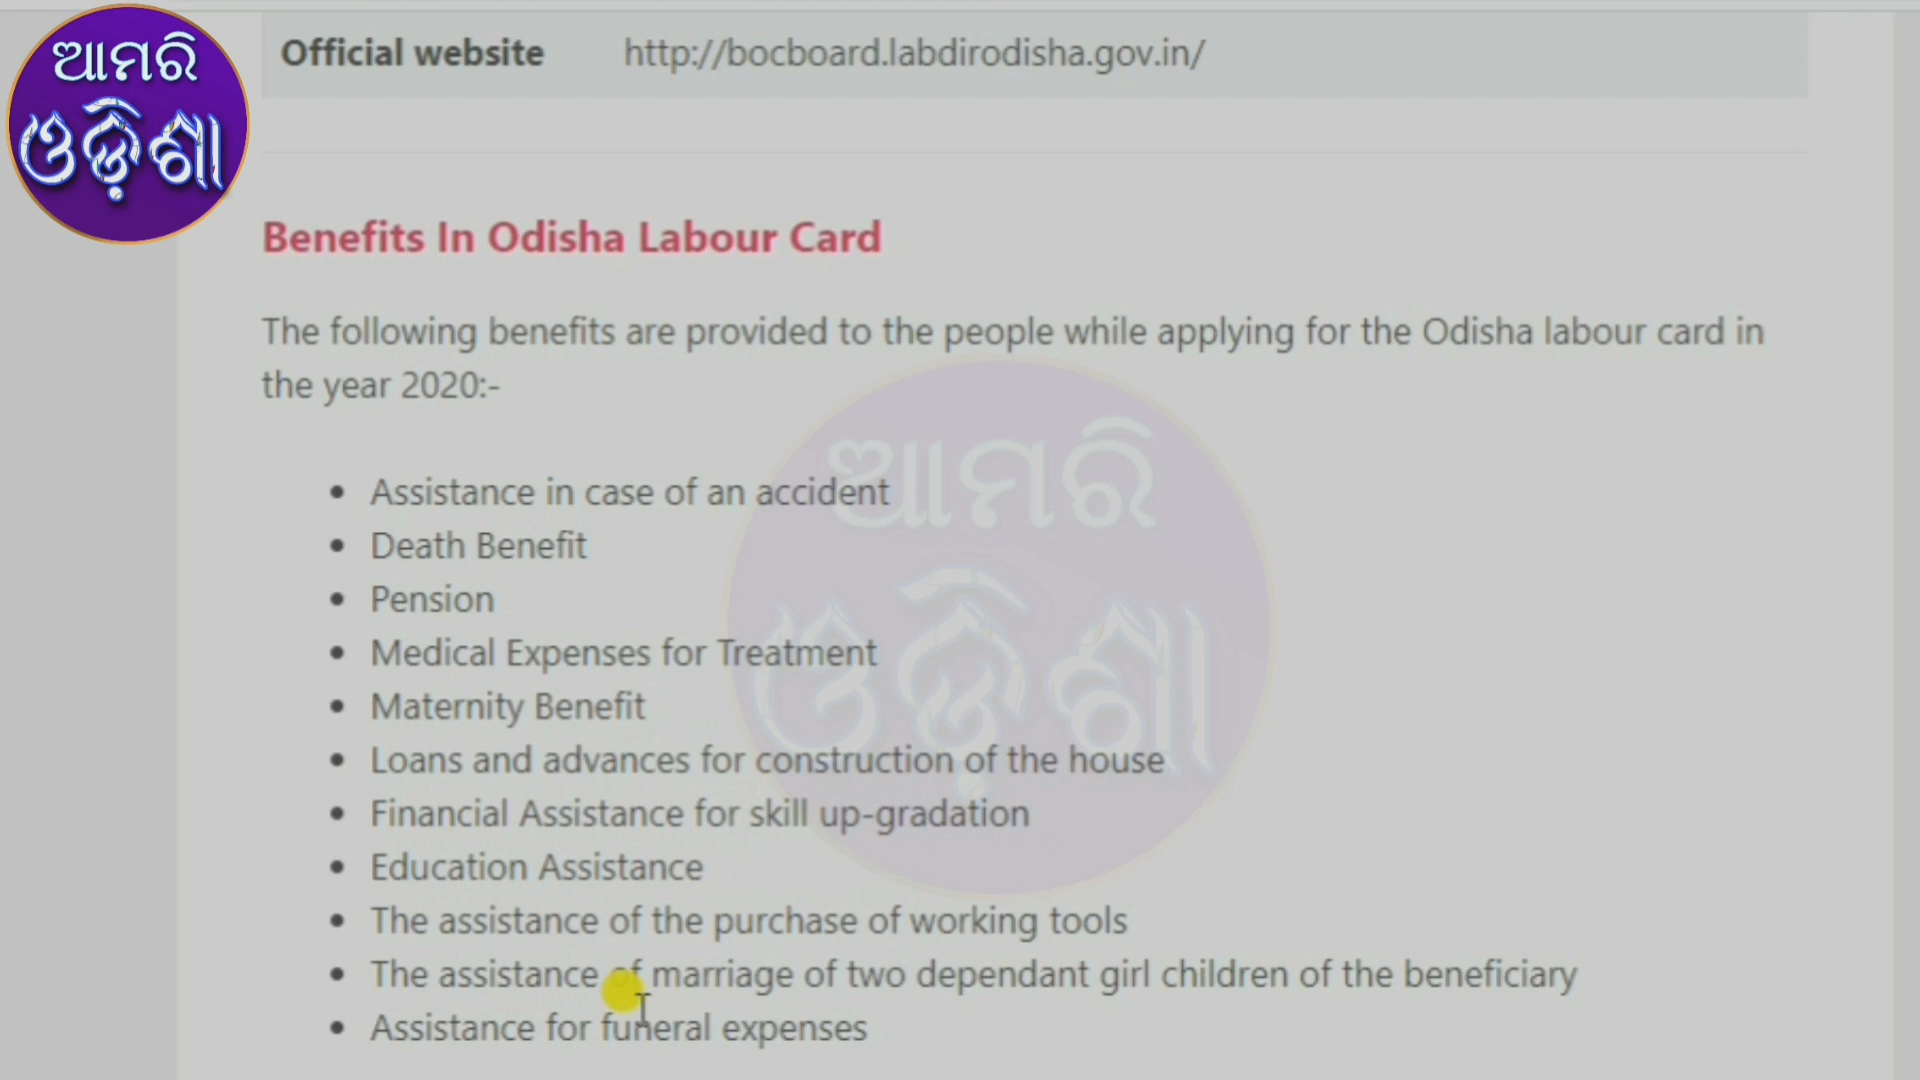 ଆମରି
ଓଡ଼ିଶା
Official website http://bocboard.labdirodisha.gov.in/
Benefits In Odisha Labour Card
The following benefits are provided to the people while applying for the Odisha labour card in
the year 2020:-
ଆମରି
ଓଡ଼ିଶା
• Assistance in case of an accident
• Death Benefit
• Pension
• Medical Expenses for Treatment
• Maternity Benefit
• Loans and advances for construction of the house
• Financial Assistance for skill up-gradation
• Education Assistance
• The assistance of the purchase of working tools
• The assistance of marriage of two dependant girl children of the beneficiary
• Assistance for funeral expenses